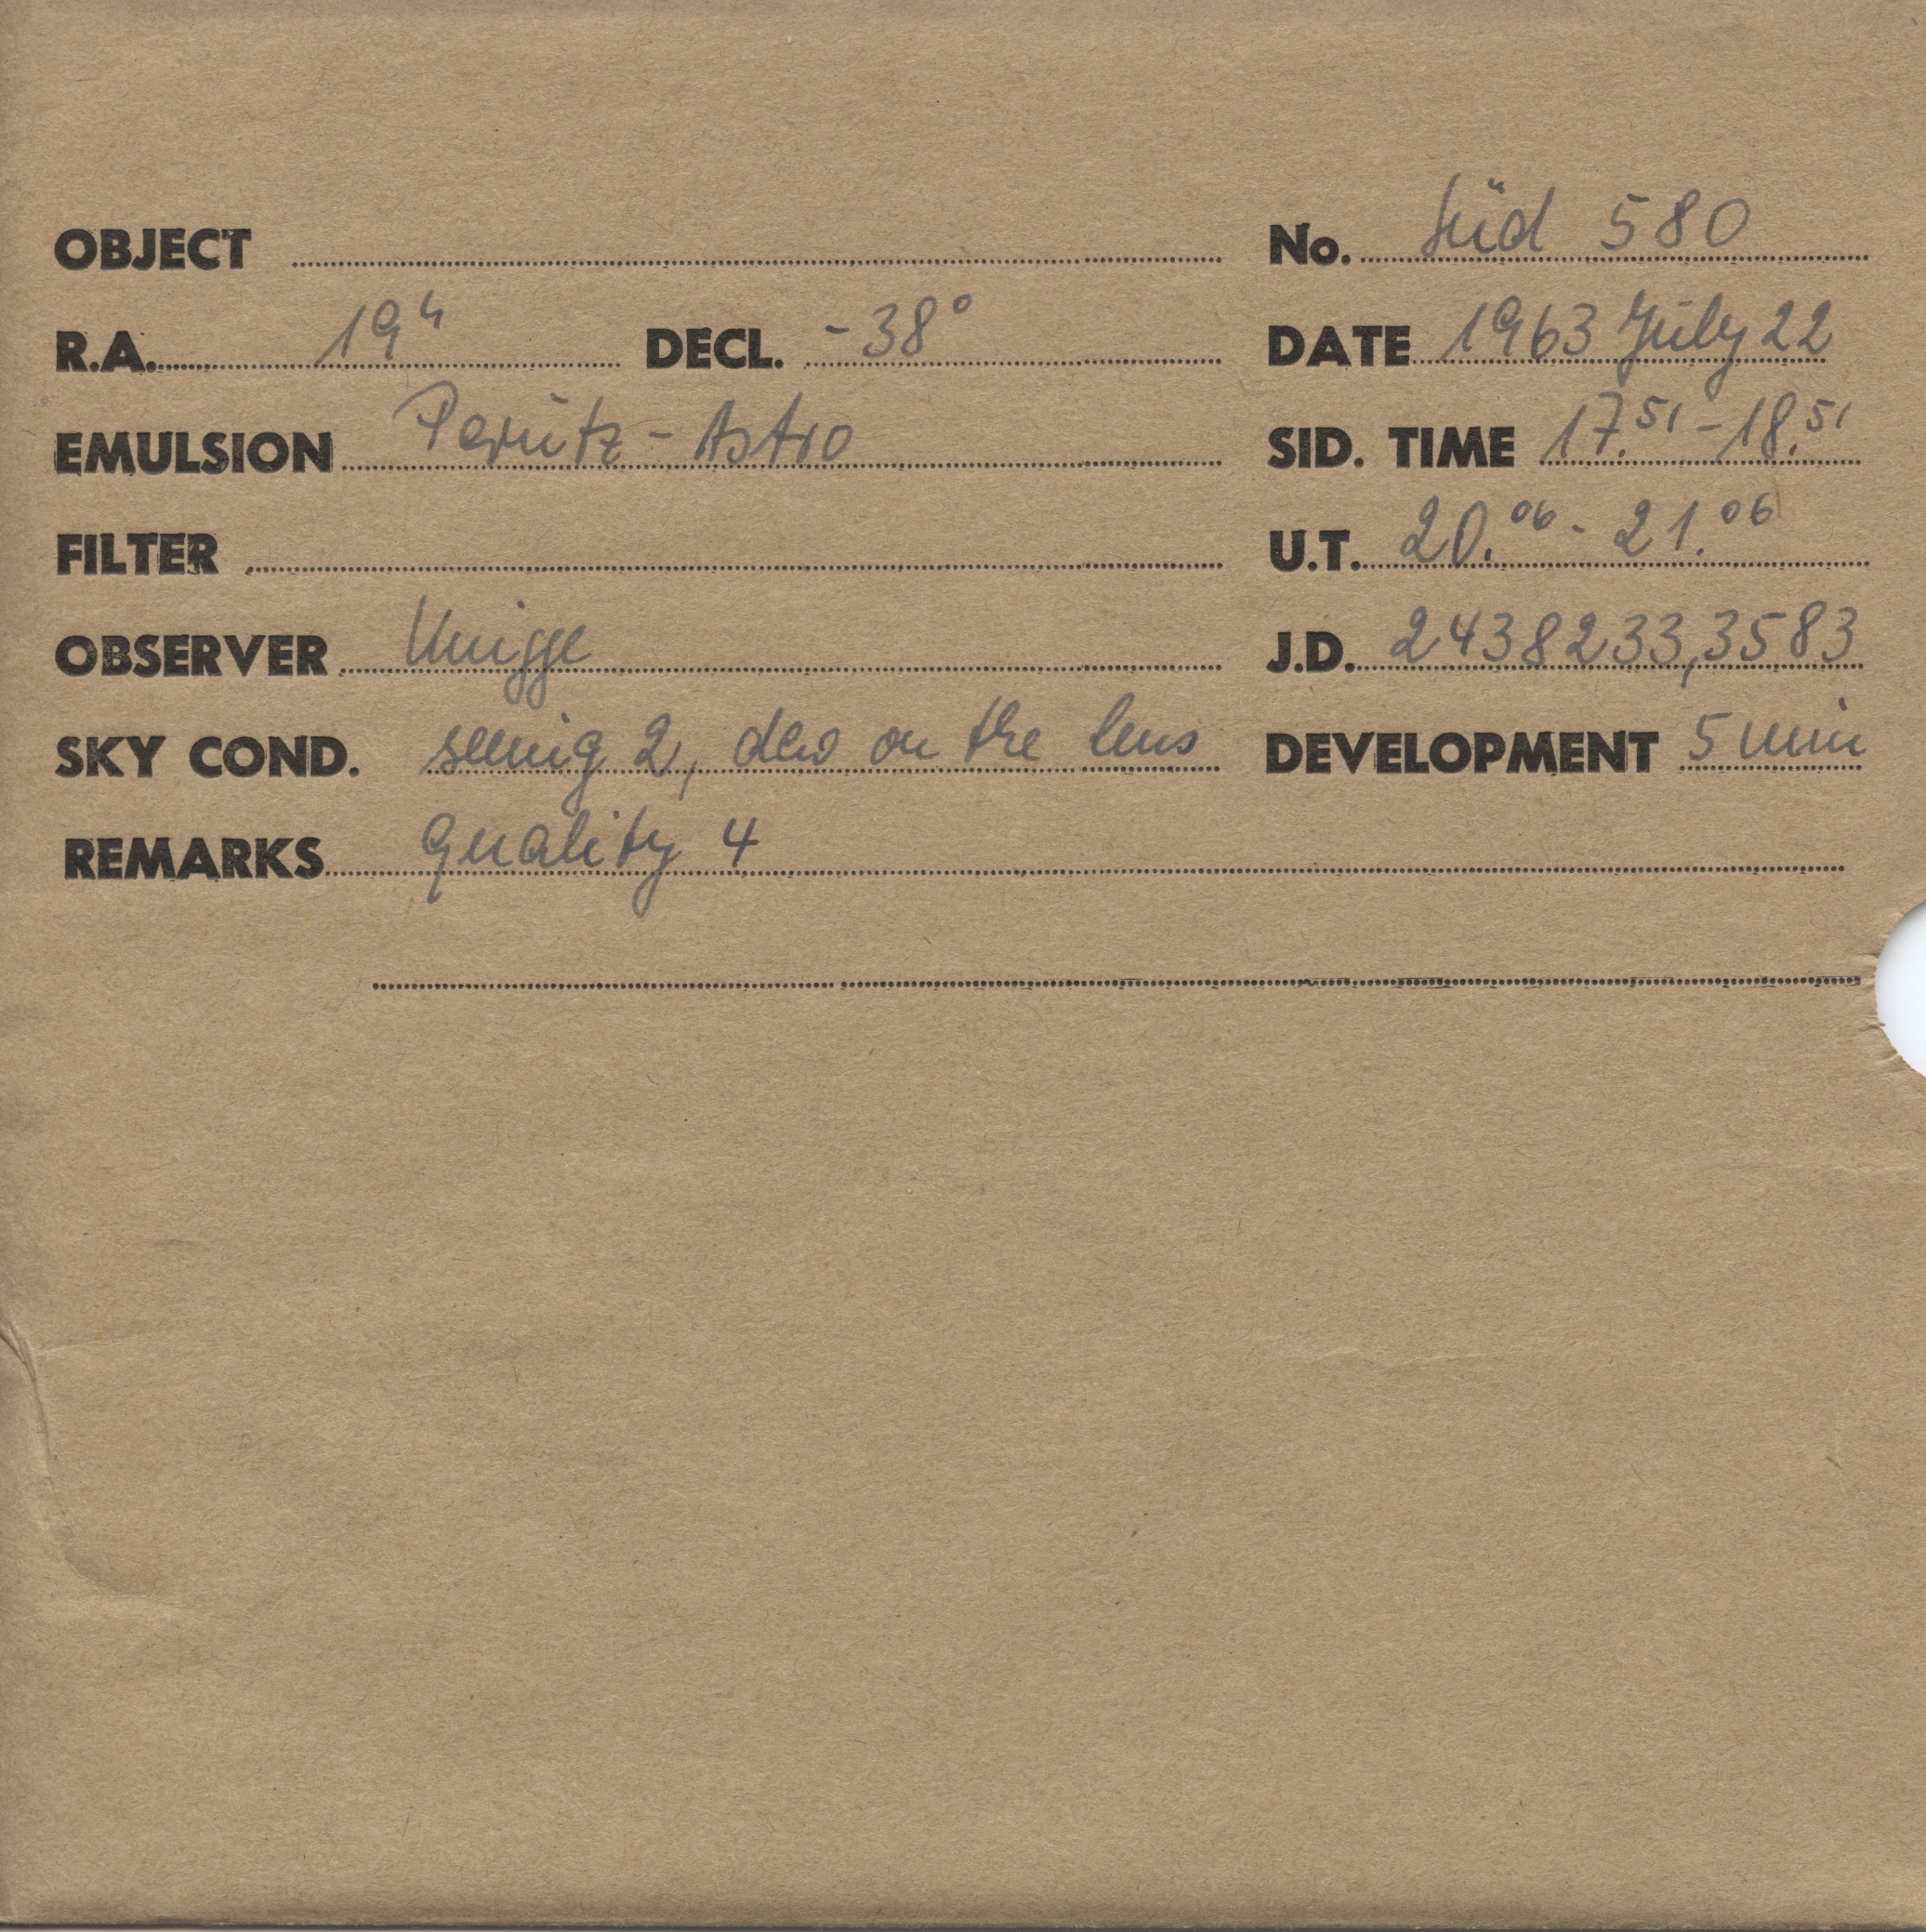 OBJECT No. Süd 580
R.A. 19h DECL. -38° DATE 1963 July 22
EMULSION Perutz-Astro SID. TIME 17.51-18.51
FILTER U.T. 20.06-21.06
OBSERVER Knigge J.D. 2438233,3583
SKY COND. seeing 2, dew on the lens DEVELOPMENT 5 min
REMARKS quality 4